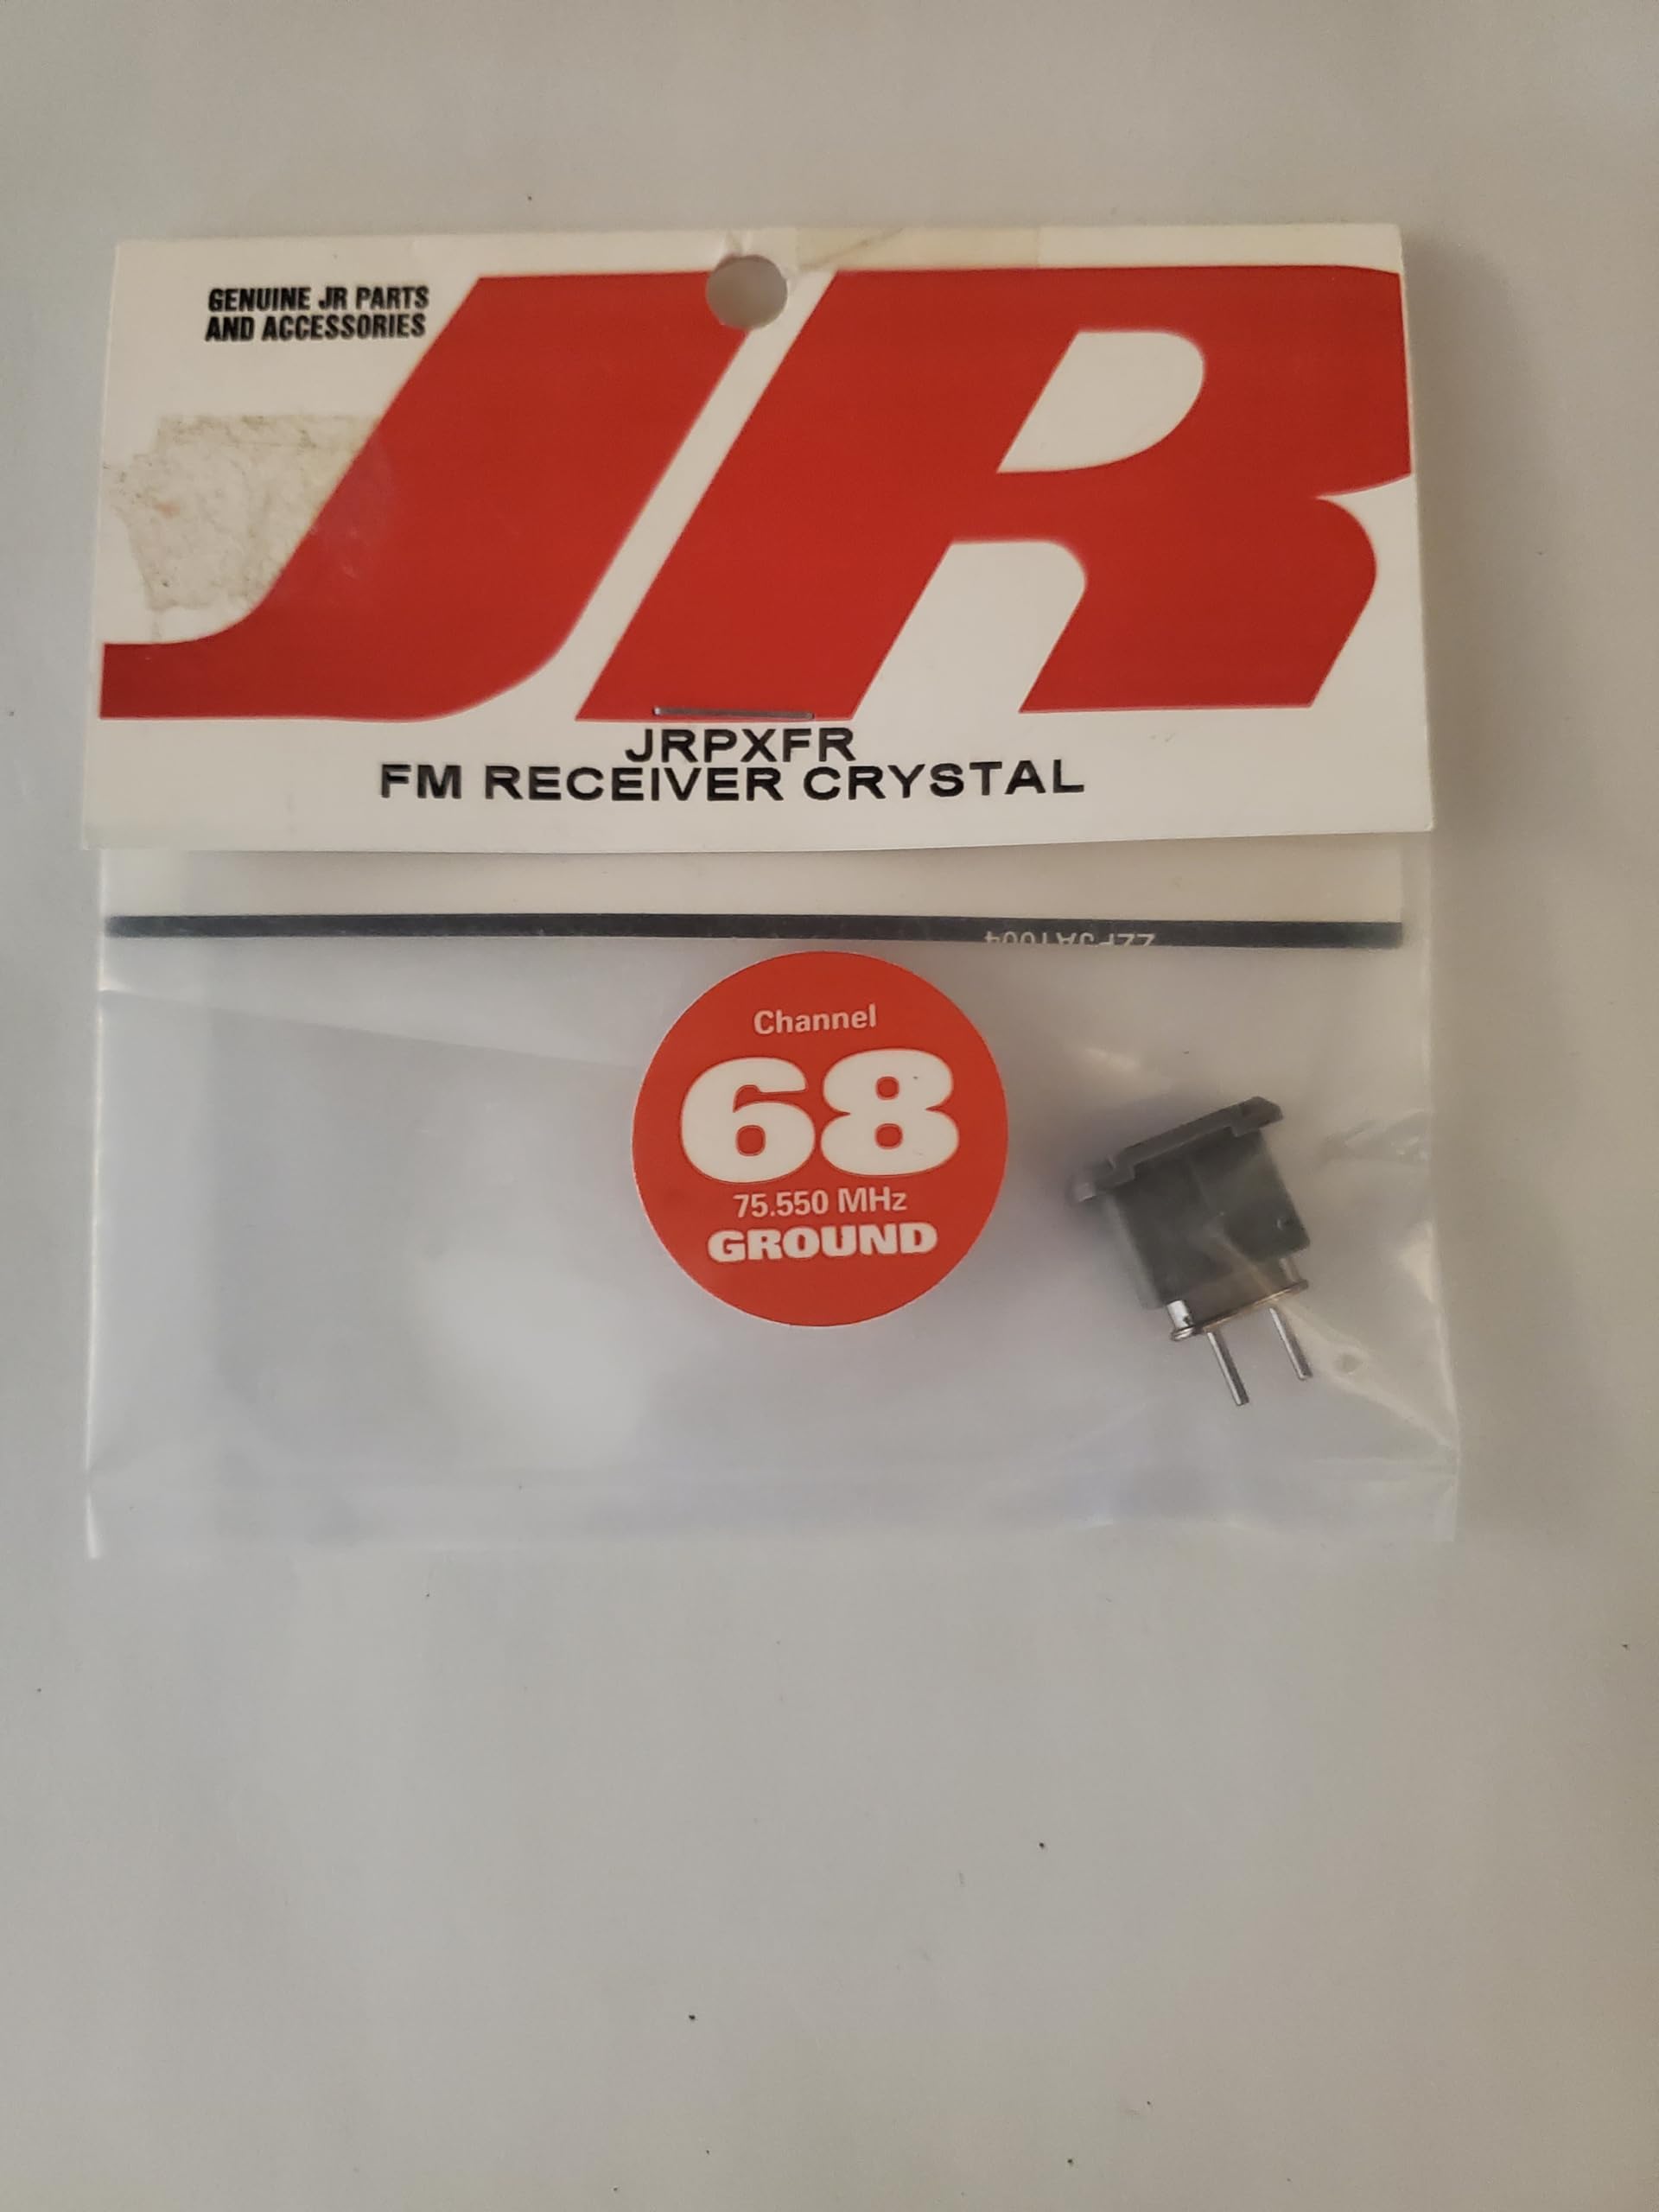 GENUINE JR PARTS
AND ACCESSORIES
JR
JRPXFR
FM RECEIVER CRYSTAL
Channel
68
75.550 MHz
GROUND